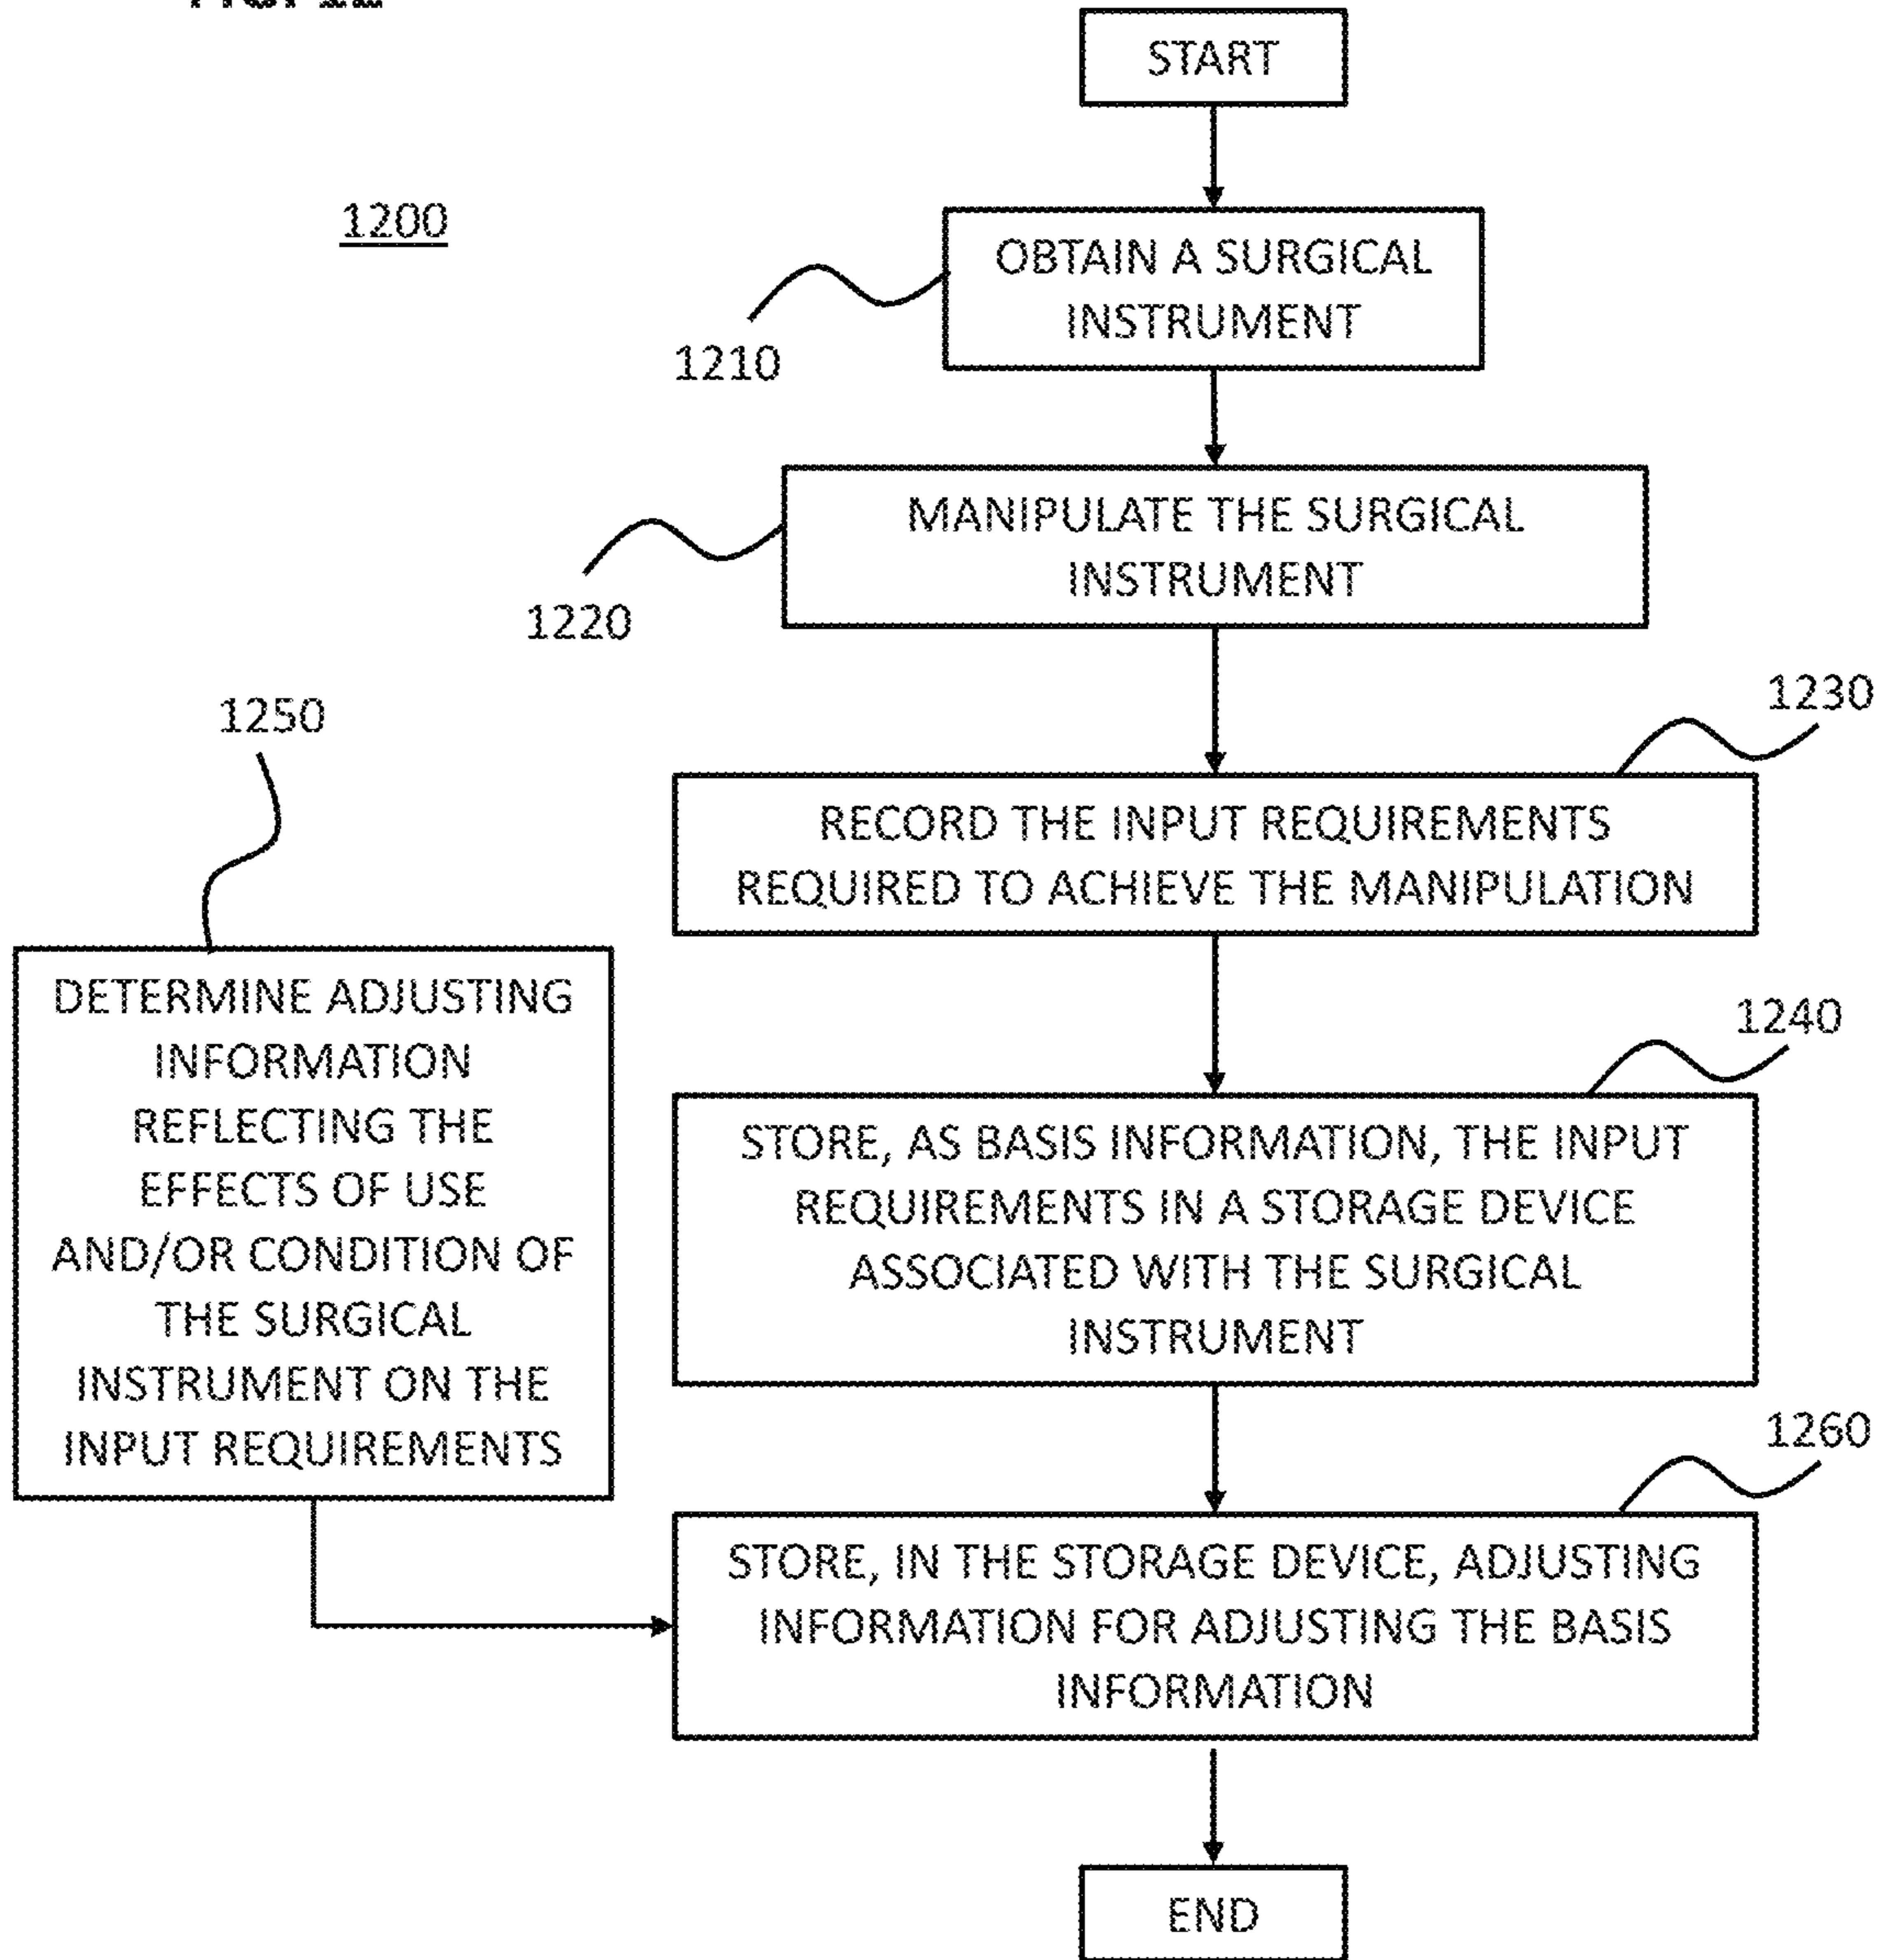 START
1200
OBTAIN A SURGICAL
INSTRUMENT
1210
MANIPULATE THE SURGICAL
INSTRUMENT
1220
1230
RECORD THE INPUT REQUIREMENTS
REQUIRED TO ACHIEVE THE MANIPULATION
1250
DETERMINE ADJUSTING
INFORMATION
REFLECTING THE
EFFECTS OF USE
AND/OR CONDITION OF
THE SURGICAL
INSTRUMENT ON THE
INPUT REQUIREMENTS
1240
STORE, AS BASIS INFORMATION, THE INPUT
REQUIREMENTS IN A STORAGE DEVICE
ASSOCIATED WITH THE SURGICAL
INSTRUMENT
1260
STORE, IN THE STORAGE DEVICE, ADJUSTING
INFORMATION FOR ADJUSTING THE BASIS
INFORMATION
END